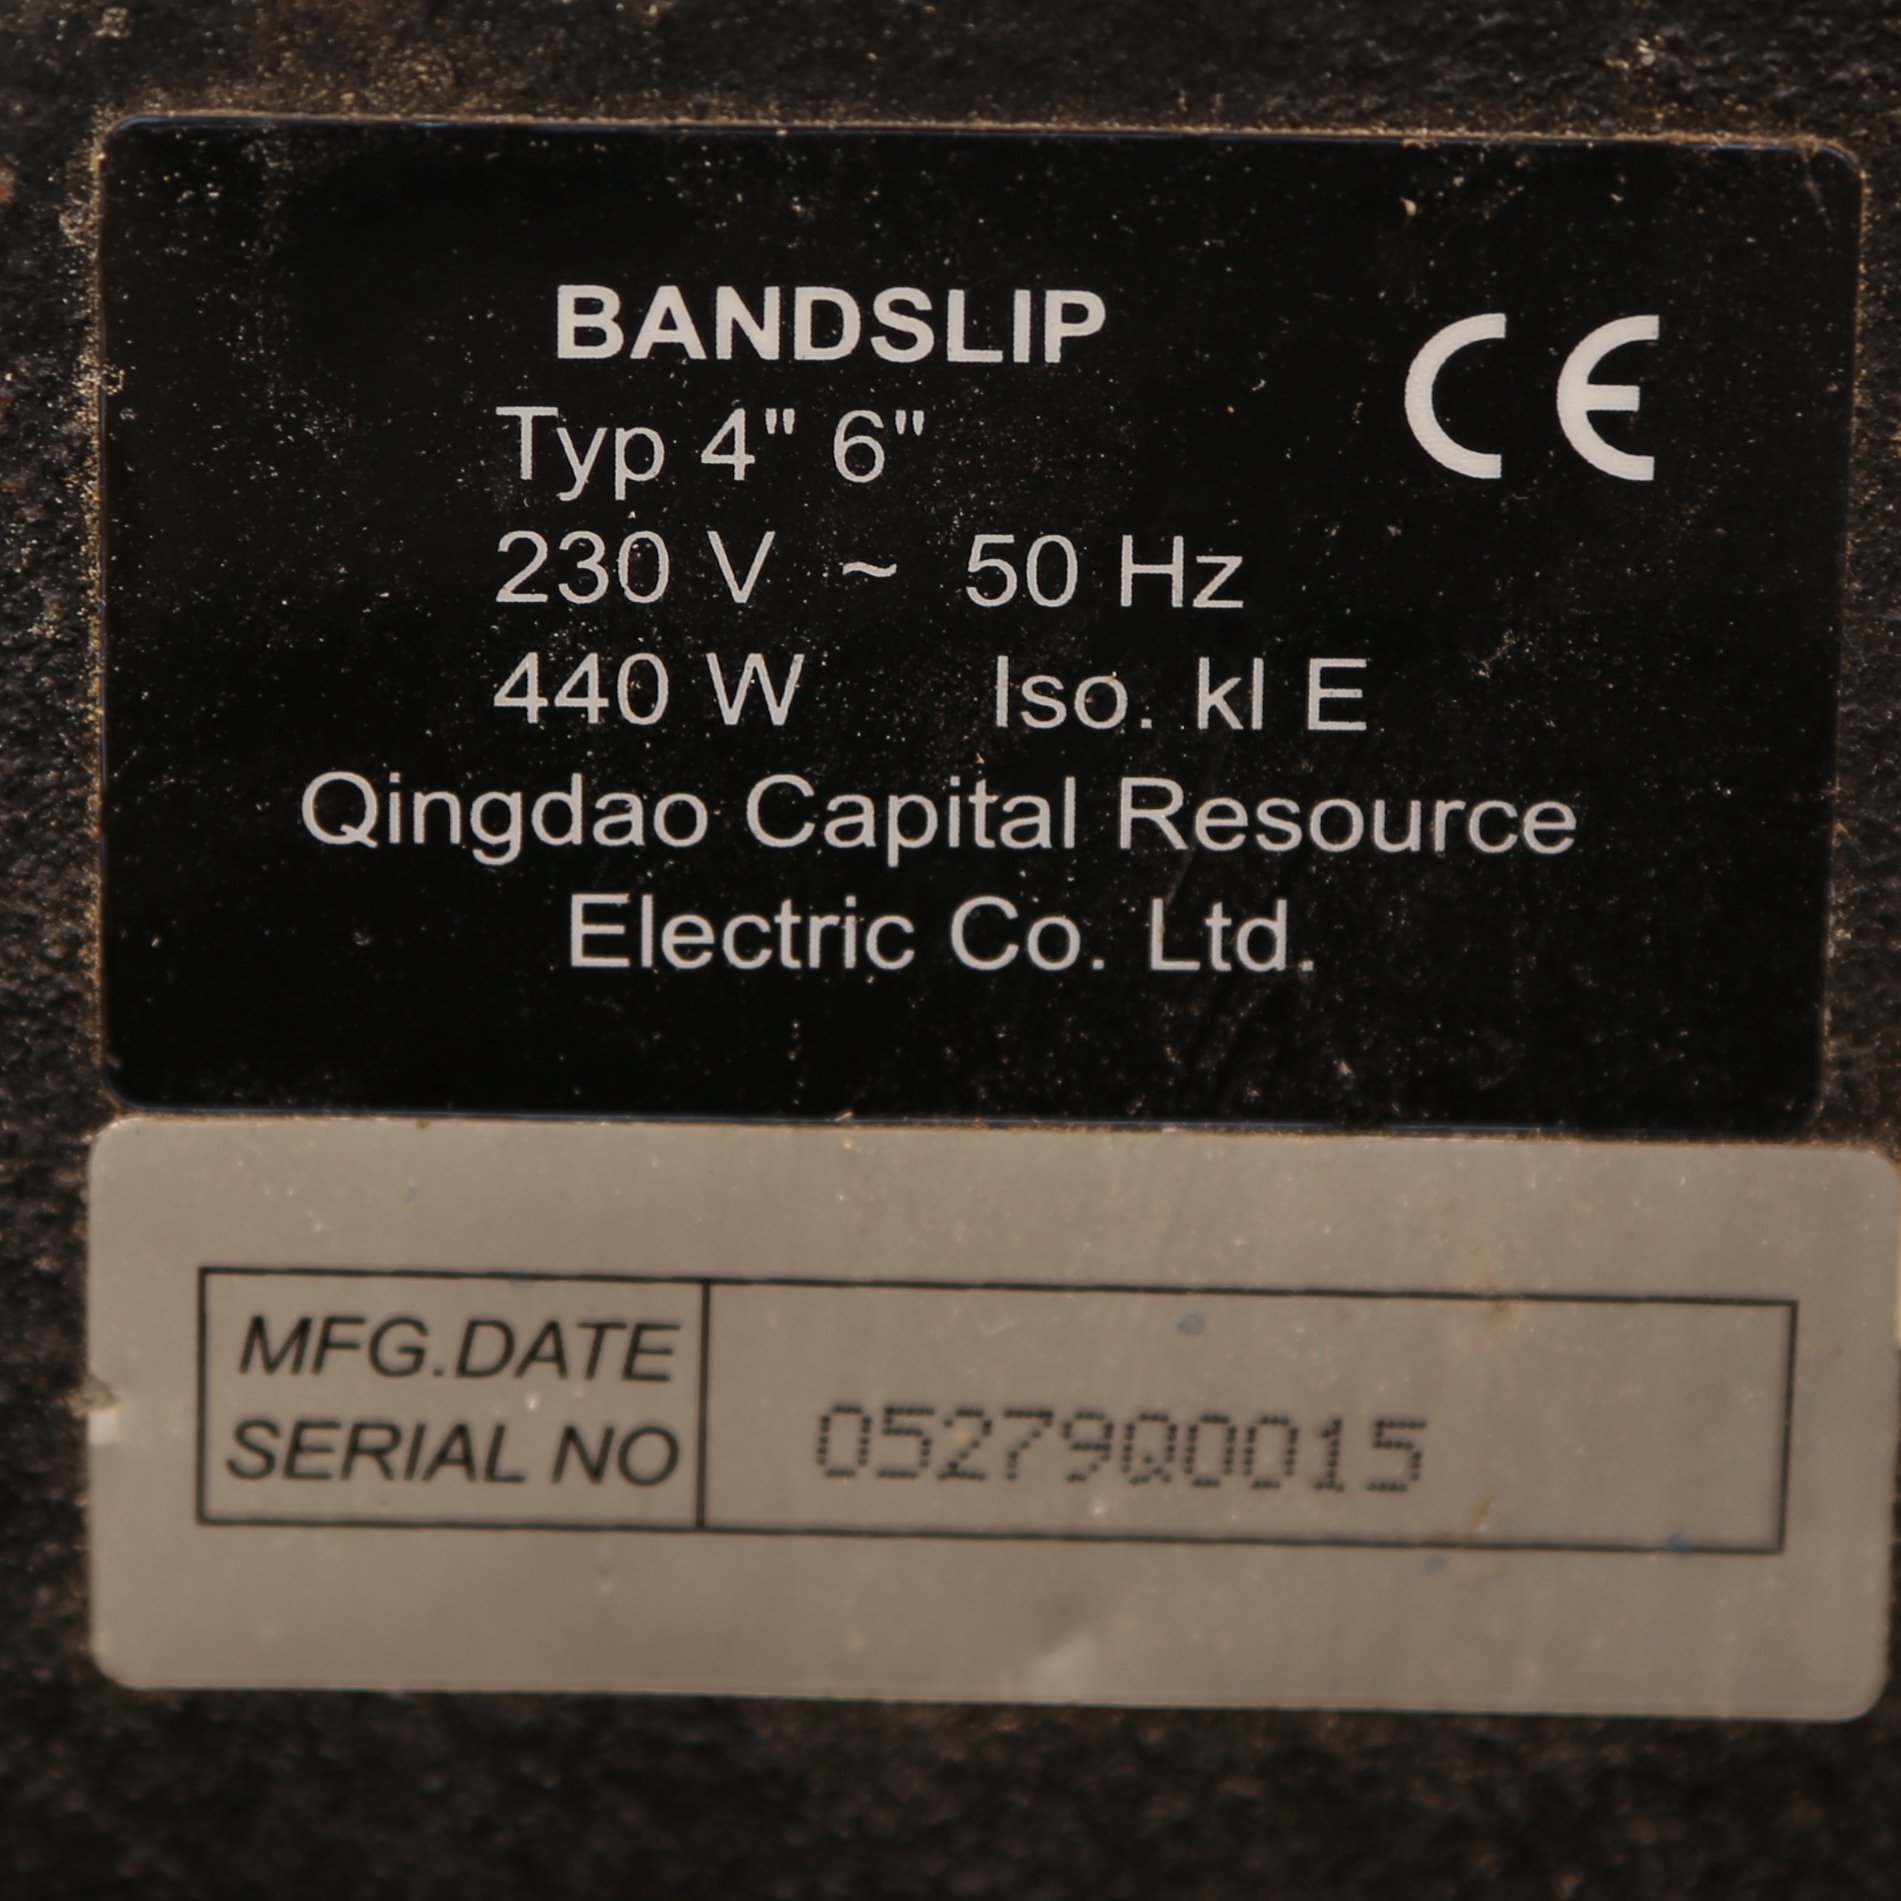 BANDSLIP
CE
Typ 4" 6"
230 V ~ 50 Hz
440 W Iso. kl E
Qingdao Capital Resource
Electric Co. Ltd.
MFG.DATE
SERIAL NO
05279Q0015